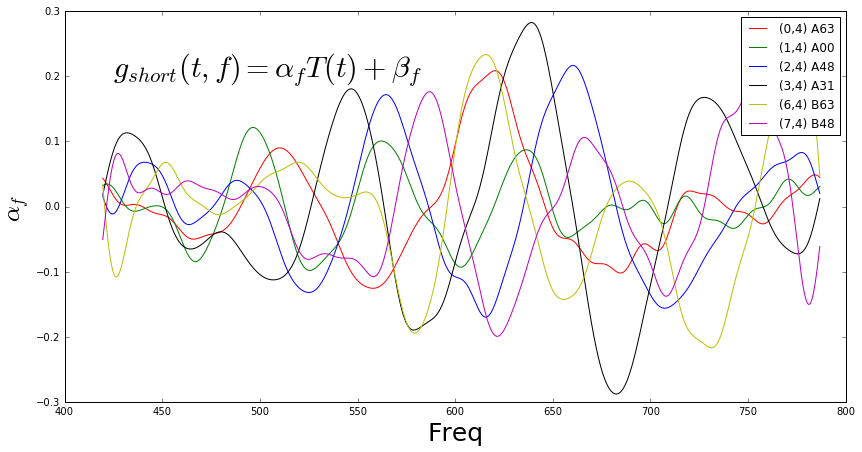 0.3
0.2
0.1
0.0
−0.1
−0.2
−0.3
α_f
g_short(t, f) = α_f T(t) + β_f
(0,4) A63
(1,4) A00
(2,4) A48
(3,4) A31
(6,4) B63
(7,4) B48
400 450 500 550 600 650 700 750 800
Freq